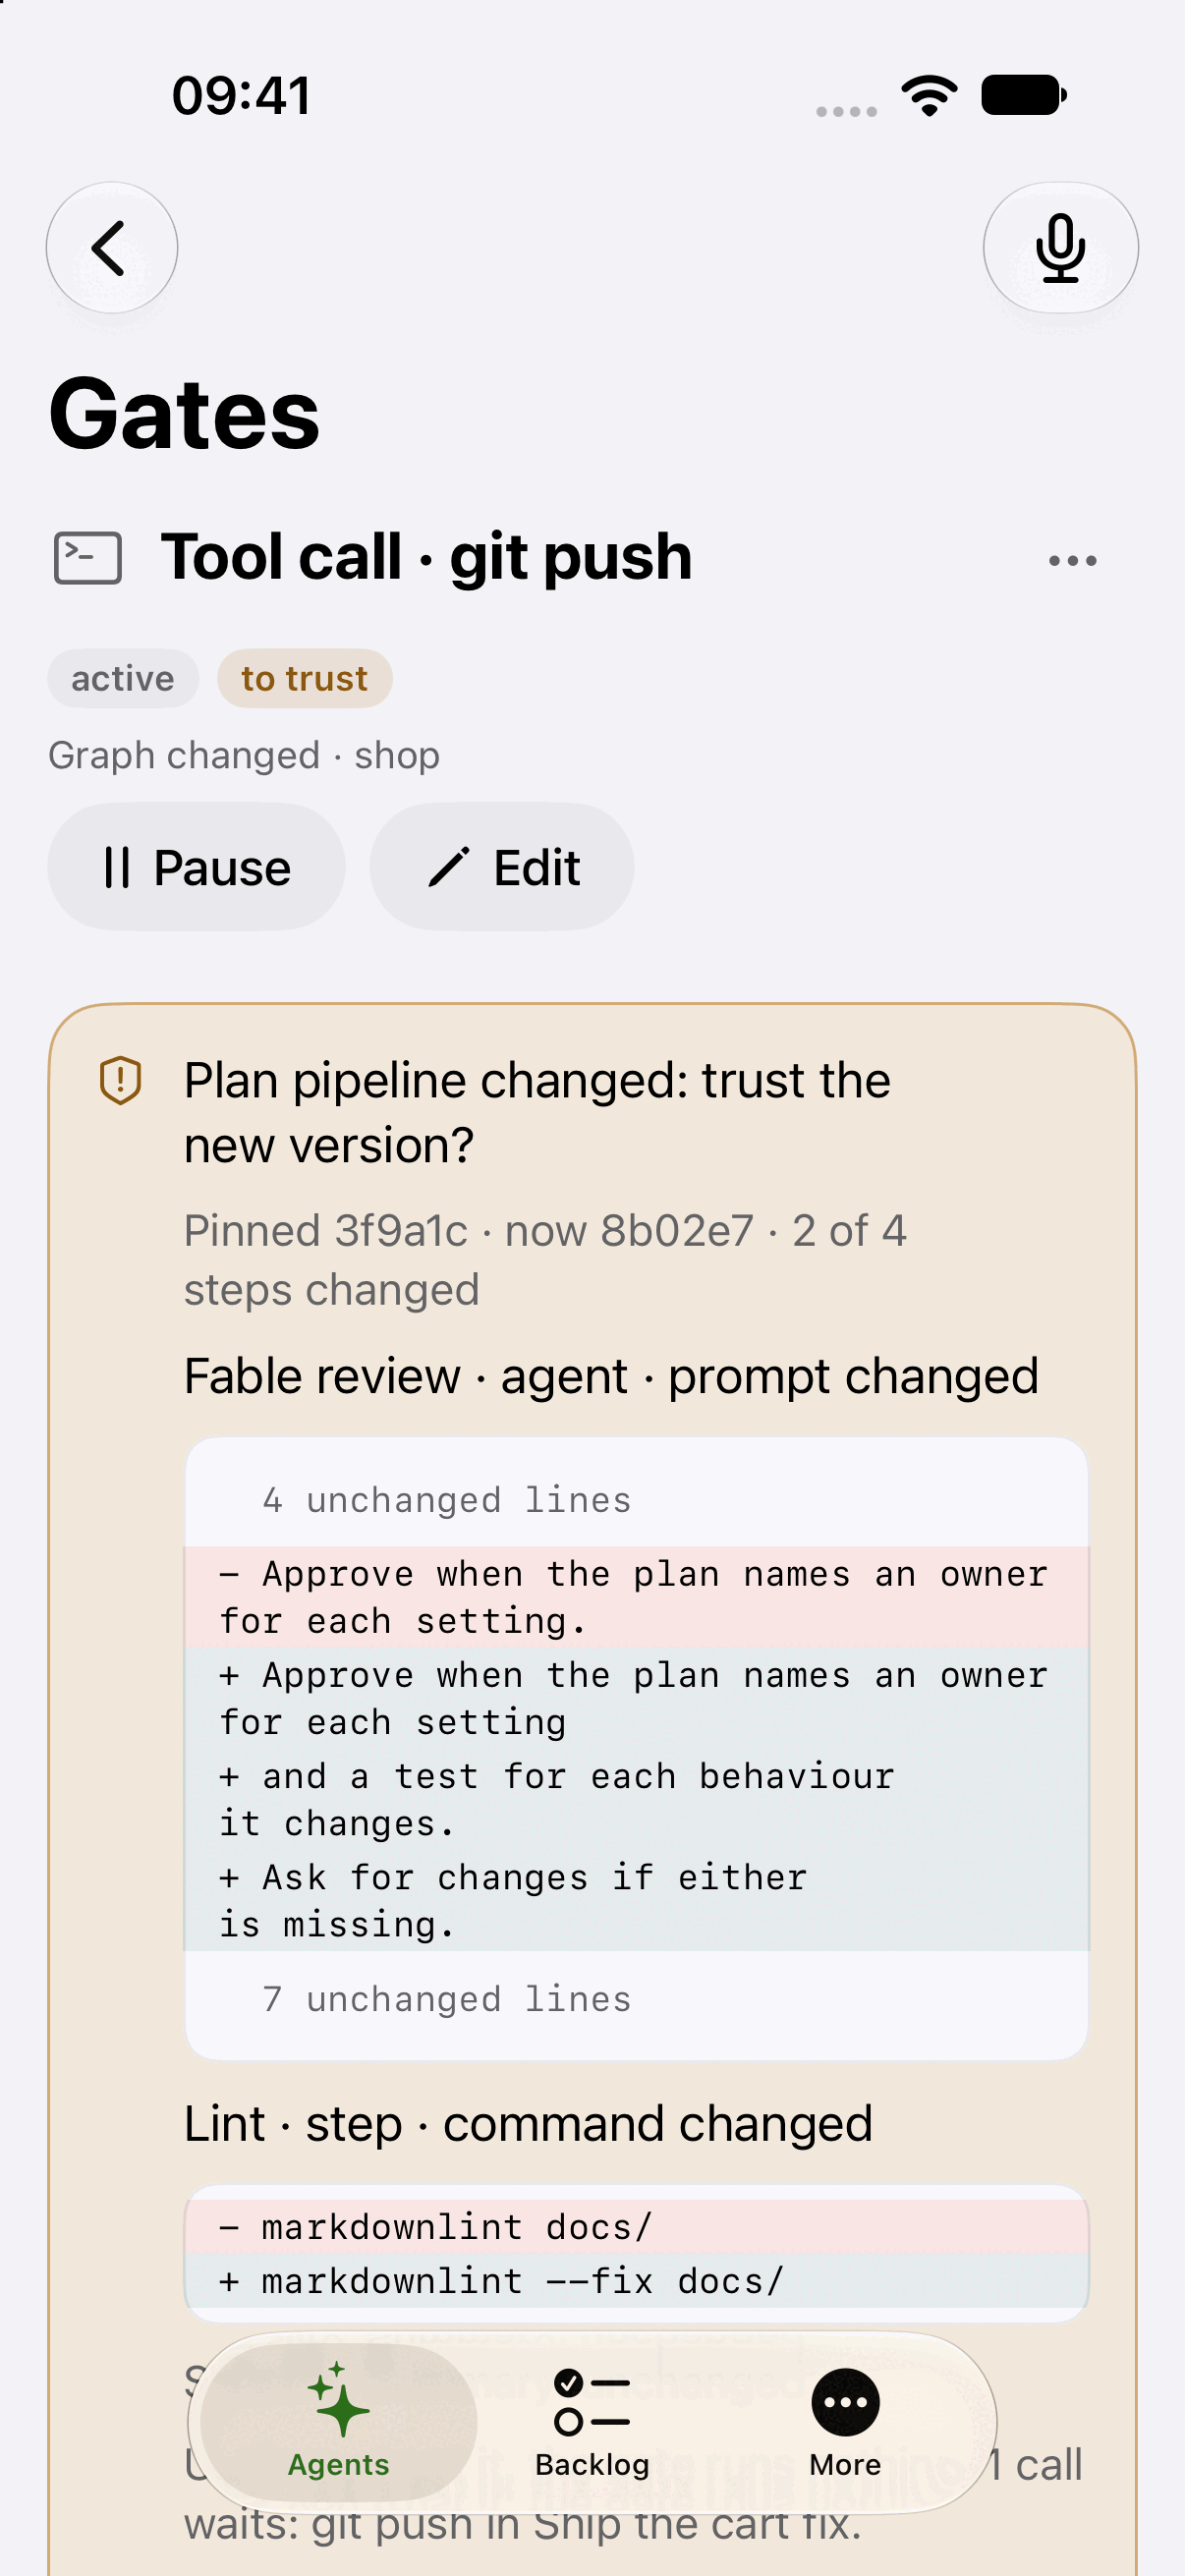 09:41
Gates
Tool call · git push
active
to trust
Graph changed · shop
Pause
Edit
Plan pipeline changed: trust the
new version?
Pinned 3f9a1c · now 8b02e7 · 2 of 4
steps changed
Fable review · agent · prompt changed
4 unchanged lines
− Approve when the plan names an owner
for each setting.
+ Approve when the plan names an owner
for each setting
+ and a test for each behaviour
it changes.
+ Ask for changes if either
is missing.
7 unchanged lines
Lint · step · command changed
− markdownlint docs/
+ markdownlint --fix docs/
1 call
waits: git push in Ship the cart fix.
Agents
Backlog
More